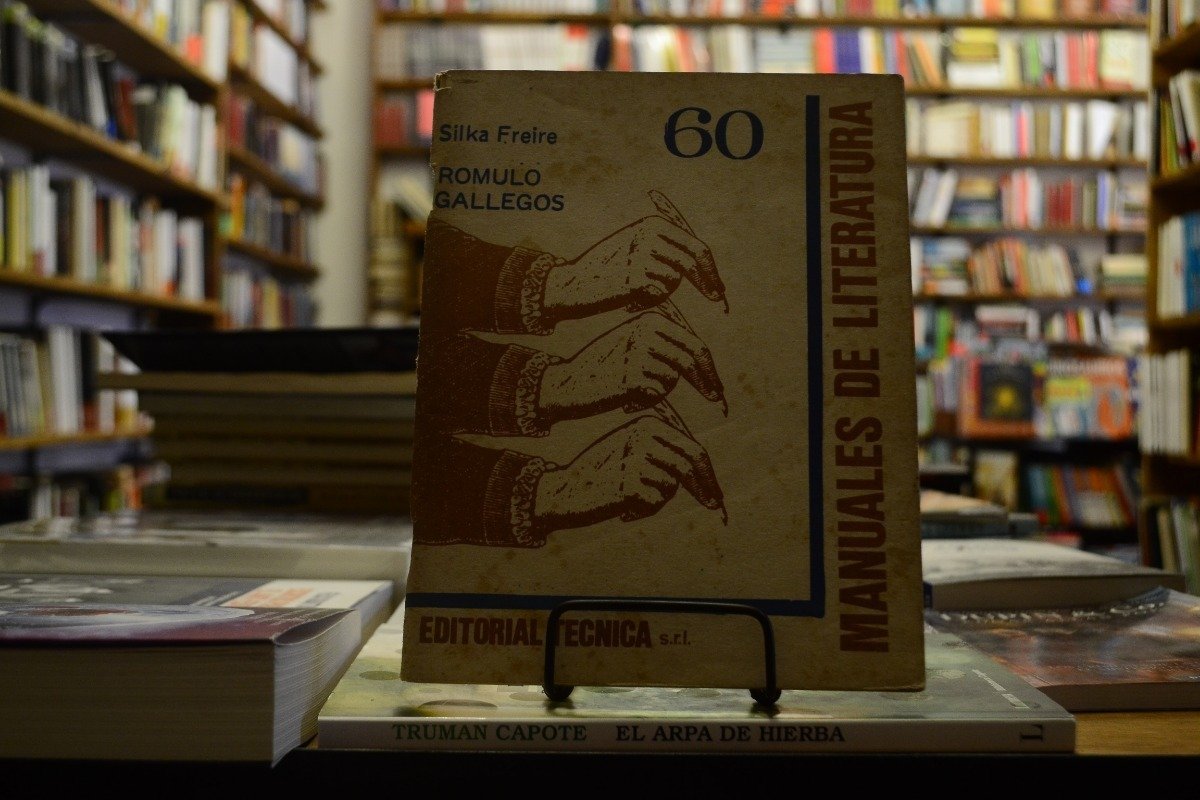 Silka Freire
60
ROMULO
GALLEGOS
MANUALES DE LITERATURA
EDITORIAL TECNICA s.r.l.
TRUMAN CAPOTE EL ARPA DE HIERBA